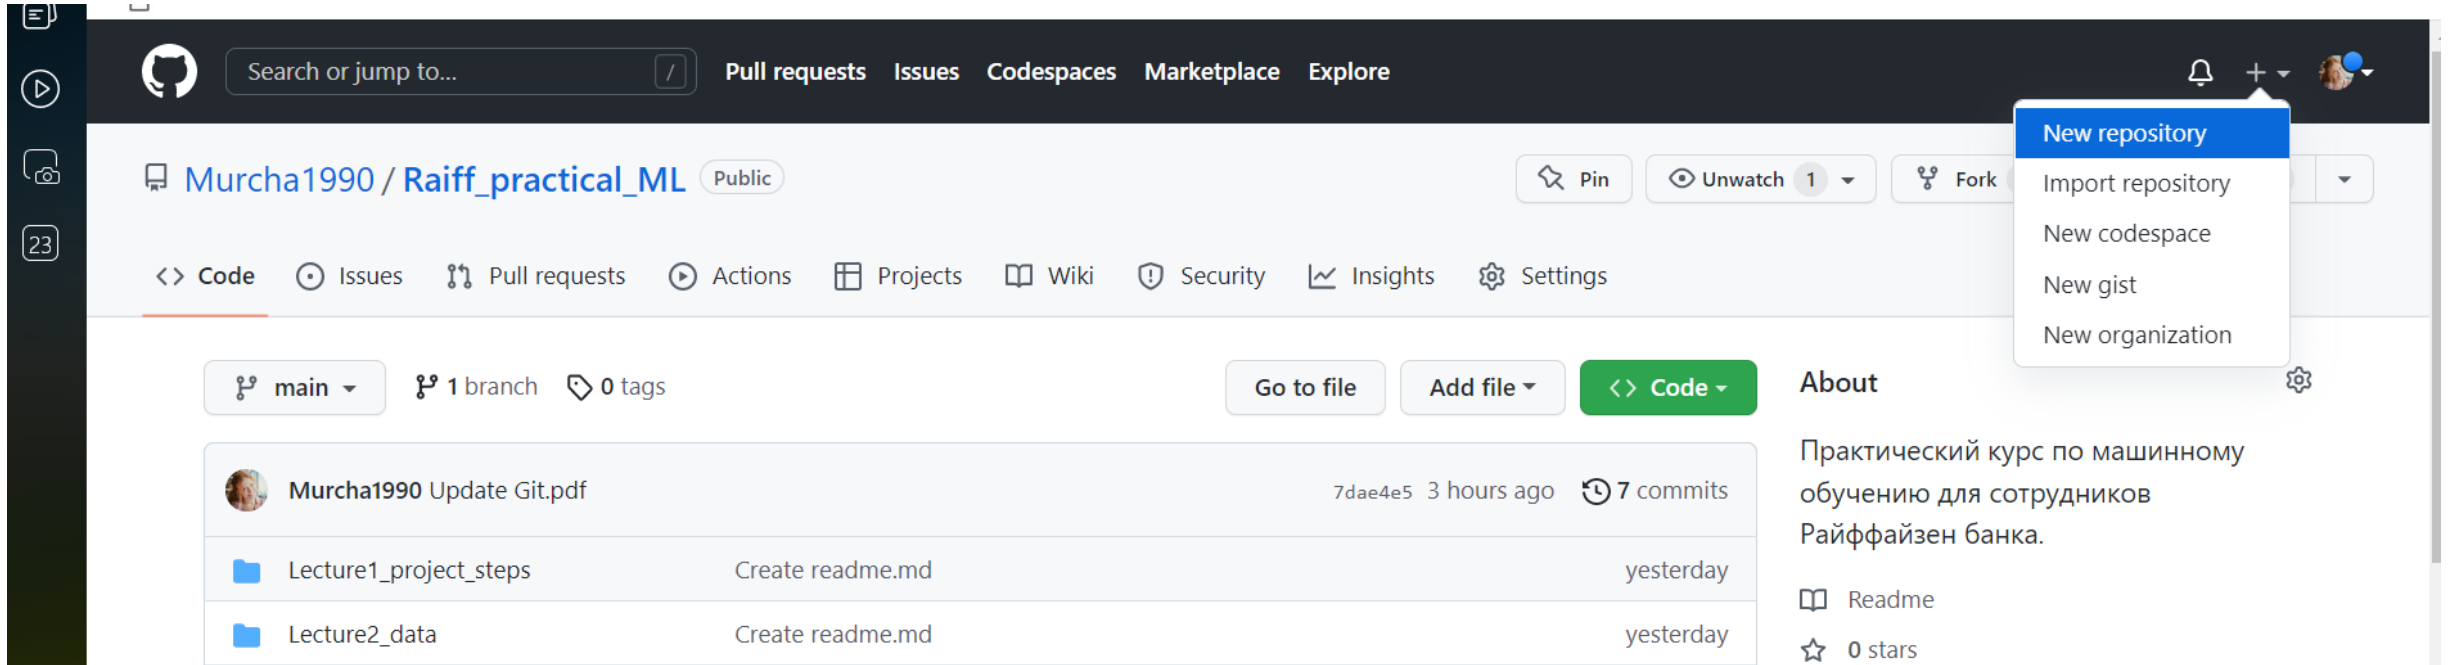 Search or jump to... / Pull requests Issues Codespaces Marketplace Explore
New repository
Import repository
New codespace
New gist
New organization
Murcha1990 / Raiff_practical_ML Public Pin Unwatch 1 Fork
23
Code Issues Pull requests Actions Projects Wiki Security Insights Settings
main 1 branch 0 tags Go to file Add file Code
Murcha1990 Update Git.pdf 7dae4e5 3 hours ago 7 commits
Lecture1_project_steps Create readme.md yesterday
Lecture2_data Create readme.md yesterday
About
Практический курс по машинному
обучению для сотрудников
Райффайзен банка.
Readme
0 stars